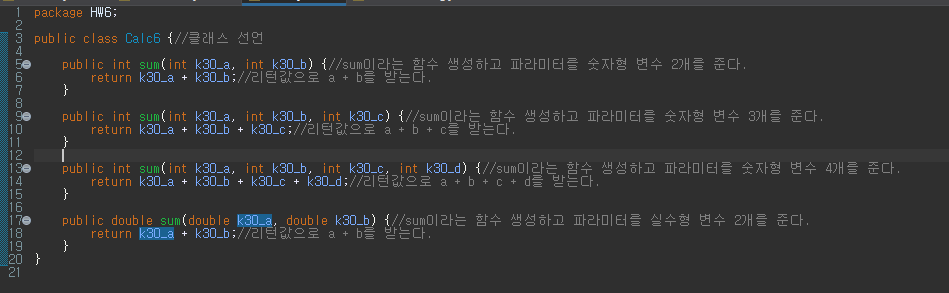 1 package HW6;
2
3 public class Calc6 {//클래스 선언
4
5 public int sum(int k30_a, int k30_b) {//sum이라는 함수 생성하고 파라미터를 숫자형 변수 2개를 준다.
6 return k30_a + k30_b;//리턴값으로 a + b를 받는다.
7 }
8
9 public int sum(int k30_a, int k30_b, int k30_c) {//sum이라는 함수 생성하고 파라미터를 숫자형 변수 3개를 준다.
10 return k30_a + k30_b + k30_c;//리턴값으로 a + b + c를 받는다.
11 }
12
13 public int sum(int k30_a, int k30_b, int k30_c, int k30_d) {//sum이라는 함수 생성하고 파라미터를 숫자형 변수 4개를 준다.
14 return k30_a + k30_b + k30_c + k30_d;//리턴값으로 a + b + c + d를 받는다.
15 }
16
17 public double sum(double k30_a, double k30_b) {//sum이라는 함수 생성하고 파라미터를 실수형 변수 2개를 준다.
18 return k30_a + k30_b;//리턴값으로 a + b를 받는다.
19 }
20 }
21